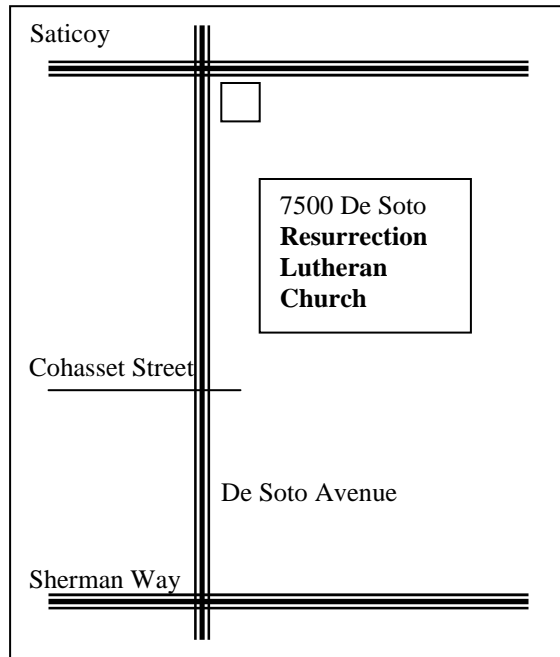 Saticoy
7500 De Soto
Resurrection
Lutheran
Church
Cohasset Street
De Soto Avenue
Sherman Way